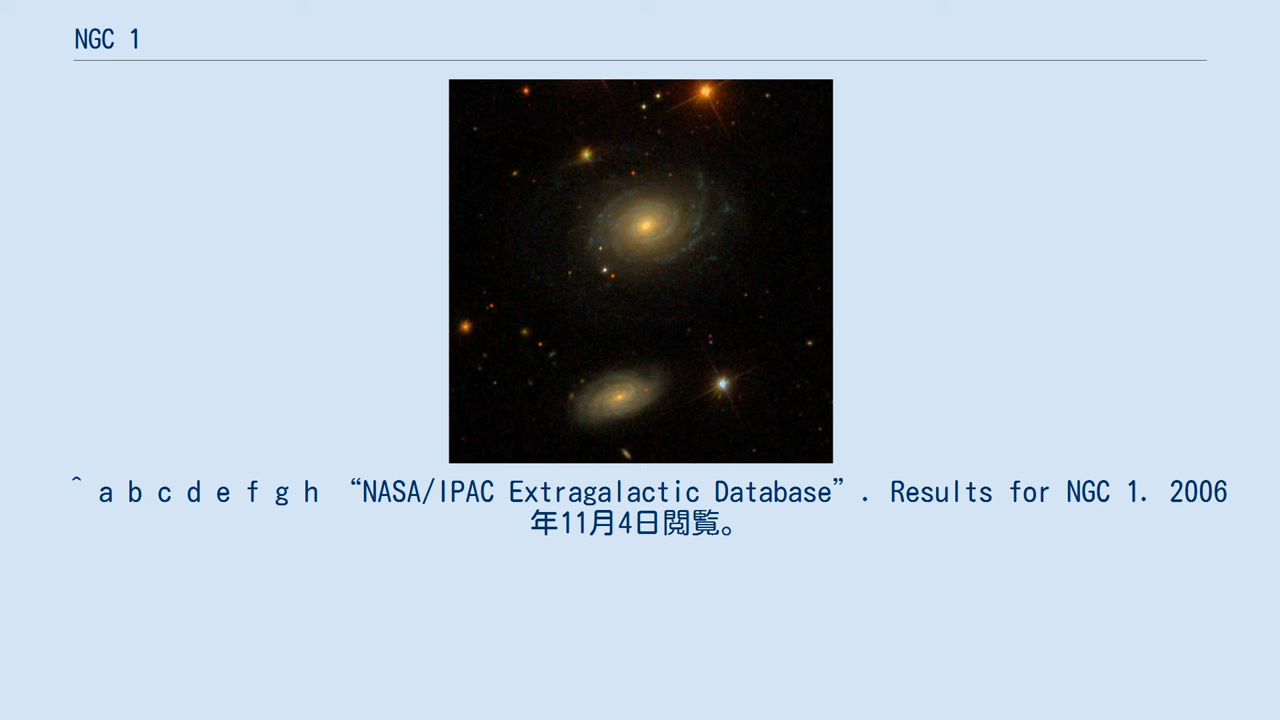 NGC 1
^ a b c d e f g h “NASA/IPAC Extragalactic Database”. Results for NGC 1. 2006
年11月4日閲覧。